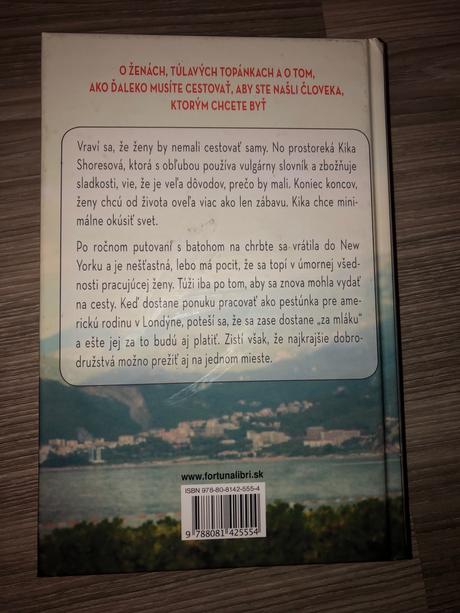 O ŽENÁCH, TÚLAVÝCH TOPÁNKACH A O TOM,
AKO ĎALEKO MUSÍTE CESTOVAŤ, ABY STE NAŠLI ČLOVEKA,
KTORÝM CHCETE BYŤ
Vraví sa, že ženy by nemali cestovať samy. No prostoreká Kika
Shoresová, ktorá s obľubou používa vulgárny slovník a zbožňuje
sladkosti, vie, že je veľa dôvodov, prečo by mali. Koniec koncov,
ženy chcú od života oveľa viac ako len zábavu. Kika chce mini-
málne okúsiť svet.
Po ročnom putovaní s batohom na chrbte sa vrátila do New
Yorku a je nešťastná, lebo má pocit, že sa topí v úmornej všed-
nosti pracujúcej ženy. Túži iba po tom, aby sa znova mohla vydať
na cesty. Keď dostane ponuku pracovať ako pestúnka pre ame-
rickú rodinu v Londýne, poteší sa, že sa zase dostane „za mláku"
a ešte jej za to budú aj platiť. Zistí však, že najkrajšie dobro-
družstvá možno prežiť aj na jednom mieste.
www.fortunalibri.sk
ISBN 978-80-8142-555-4
9 788081 425554